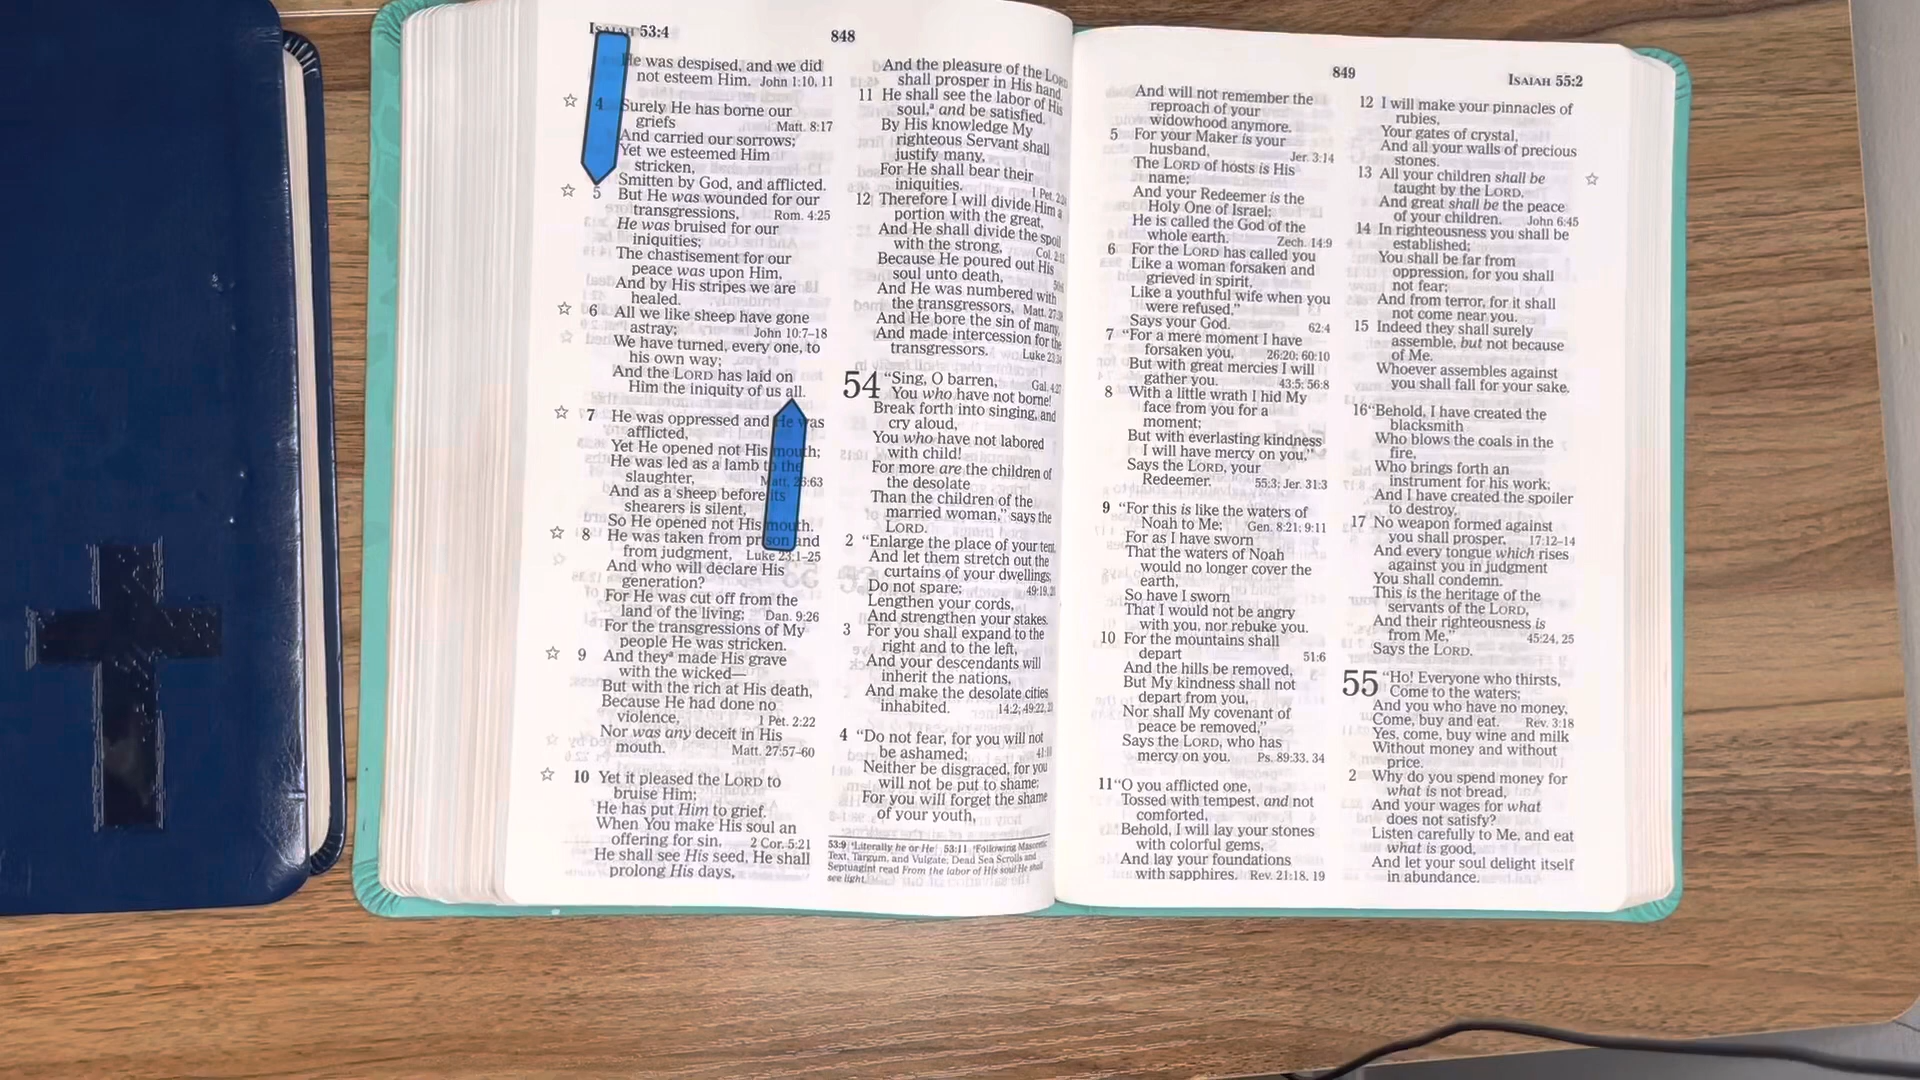 ISAIAH 53:4
848
He was despised, and we did
not esteem Him. John 1:10, 11
4 Surely He has borne our
griefs Matt. 8:17
And carried our sorrows;
Yet we esteemed Him
stricken,
Smitten by God, and afflicted.
5 But He was wounded for our
transgressions, Rom. 4:25
He was bruised for our
iniquities;
The chastisement for our
peace was upon Him,
And by His stripes we are
healed.
6 All we like sheep have gone
astray; John 10:7–18
We have turned, every one, to
his own way;
And the LORD has laid on
Him the iniquity of us all.
7 He was oppressed and He was
afflicted,
Yet He opened not His mouth;
He was led as a lamb to the
slaughter, Matt. 26:63
And as a sheep before its
shearers is silent,
So He opened not His mouth.
8 He was taken from prison and
from judgment, Luke 23:1–25
And who will declare His
generation?
For He was cut off from the
land of the living; Dan. 9:26
For the transgressions of My
people He was stricken.
9 And theyª made His grave
with the wicked—
But with the rich at His death,
Because He had done no
violence, 1 Pet. 2:22
Nor was any deceit in His
mouth. Matt. 27:57–60
10 Yet it pleased the LORD to
bruise Him;
He has put Him to grief.
When You make His soul an
offering for sin, 2 Cor. 5:21
He shall see His seed, He shall
prolong His days,
And the pleasure of the LORD
shall prosper in His hand.
11 He shall see the labor of His
soul,ª and be satisfied.
By His knowledge My
righteous Servant shall
justify many,
For He shall bear their
iniquities. 1 Pet.
12 Therefore I will divide Him a
portion with the great,
And He shall divide the spoil
with the strong, Col.
Because He poured out His
soul unto death,
And He was numbered with
the transgressors, Matt.
And He bore the sin of many,
And made intercession for the
transgressors. Luke
54 “Sing, O barren, Gal. 4:27
You who have not borne!
Break forth into singing, and
cry aloud,
You who have not labored
with child!
For more are the children of
the desolate
Than the children of the
married woman,” says the
LORD.
2 “Enlarge the place of your tent,
And let them stretch out the
curtains of your dwellings;
Do not spare; 49:19,
Lengthen your cords,
And strengthen your stakes.
3 For you shall expand to the
right and to the left,
And your descendants will
inherit the nations,
And make the desolate cities
inhabited. 14:2; 49:22,
4 “Do not fear, for you will not
be ashamed;
Neither be disgraced, for you
will not be put to shame;
For you will forget the shame
of your youth,
53:9 ªLiterally he or He 53:11 ªFollowing Masoretic
Text, Targum, and Vulgate; Dead Sea Scrolls and
Septuagint read From the labor of His soul He shall
see light.
849
ISAIAH 55:2
And will not remember the
reproach of your
widowhood anymore.
5 For your Maker is your
husband, Jer. 3:14
The LORD of hosts is His
name;
And your Redeemer is the
Holy One of Israel;
He is called the God of the
whole earth. Zech. 14:9
6 For the LORD has called you
Like a woman forsaken and
grieved in spirit,
Like a youthful wife when you
were refused,”
Says your God. 62:4
7 “For a mere moment I have
forsaken you, 26:20; 60:10
But with great mercies I will
gather you. 43:5; 56:8
8 With a little wrath I hid My
face from you for a
moment;
But with everlasting kindness
I will have mercy on you,”
Says the LORD, your
Redeemer. 55:3; Jer. 31:3
9 “For this is like the waters of
Noah to Me; Gen. 8:21; 9:11
For as I have sworn
That the waters of Noah
would no longer cover the
earth,
So have I sworn
That I would not be angry
with you, nor rebuke you.
10 For the mountains shall
depart 51:6
And the hills be removed,
But My kindness shall not
depart from you,
Nor shall My covenant of
peace be removed,”
Says the LORD, who has
mercy on you. Ps. 89:33, 34
11 “O you afflicted one,
Tossed with tempest, and not
comforted,
Behold, I will lay your stones
with colorful gems,
And lay your foundations
with sapphires. Rev. 21:18, 19
12 I will make your pinnacles of
rubies,
Your gates of crystal,
And all your walls of precious
stones.
13 All your children shall be
taught by the LORD,
And great shall be the peace
of your children. John 6:45
14 In righteousness you shall be
established;
You shall be far from
oppression, for you shall
not fear;
And from terror, for it shall
not come near you.
15 Indeed they shall surely
assemble, but not because
of Me.
Whoever assembles against
you shall fall for your sake.
16 “Behold, I have created the
blacksmith
Who blows the coals in the
fire,
Who brings forth an
instrument for his work;
And I have created the spoiler
to destroy.
17 No weapon formed against
you shall prosper, 17:12–14
And every tongue which rises
against you in judgment
You shall condemn.
This is the heritage of the
servants of the LORD,
And their righteousness is
from Me,” 45:24, 25
Says the LORD.
55 “Ho! Everyone who thirsts,
Come to the waters;
And you who have no money,
Come, buy and eat. Rev. 3:18
Yes, come, buy wine and milk
Without money and without
price.
2 Why do you spend money for
what is not bread,
And your wages for what
does not satisfy?
Listen carefully to Me, and eat
what is good,
And let your soul delight itself
in abundance.